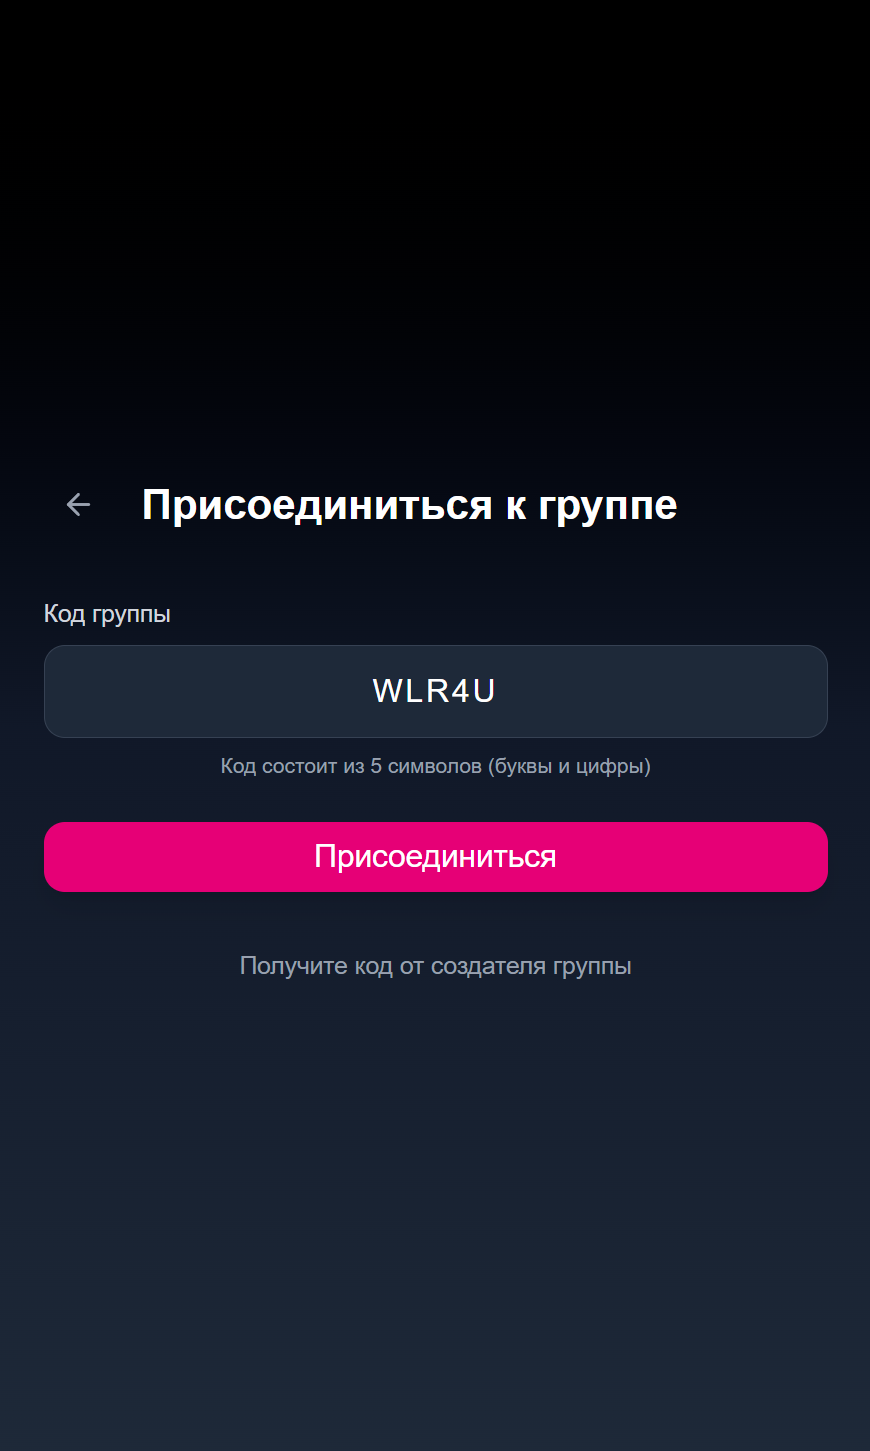 Присоединиться к группе
Код группы
WLR4U
Код состоит из 5 символов (буквы и цифры)
Присоединиться
Получите код от создателя группы